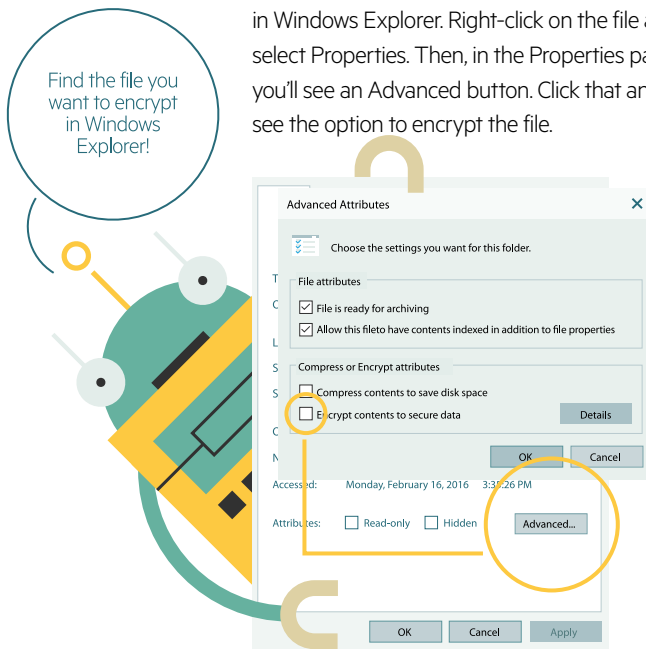 in Windows Explorer. Right-click on the file
select Properties. Then, in the Properties
you'll see an Advanced button. Click that
see the option to encrypt the file.
Find the file you
want to encrypt
in Windows
Explorer!
Advanced Attributes
Choose the settings you want for this folder.
File attributes
File is ready for archiving
Allow this fileto have contents indexed in addition to file properties
Compress or Encrypt attributes
Compress contents to save disk space
Encrypt contents to secure data
Details
OK Cancel
Accessed: Monday, February 16, 2016 3:35:26 PM
Attributes: Read-only Hidden Advanced...
OK Cancel Apply